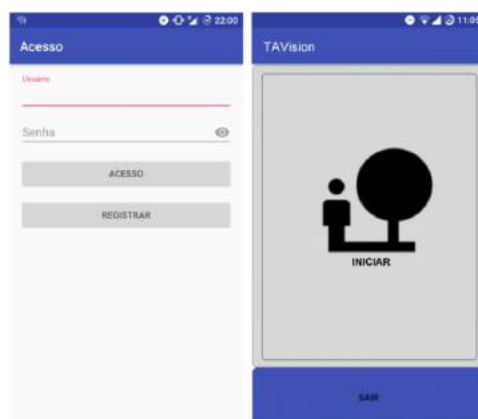 22:00
Acesso
Usuário
Senha
ACESSO
REGISTRAR
11:05
TAVision
INICIAR
SAIR